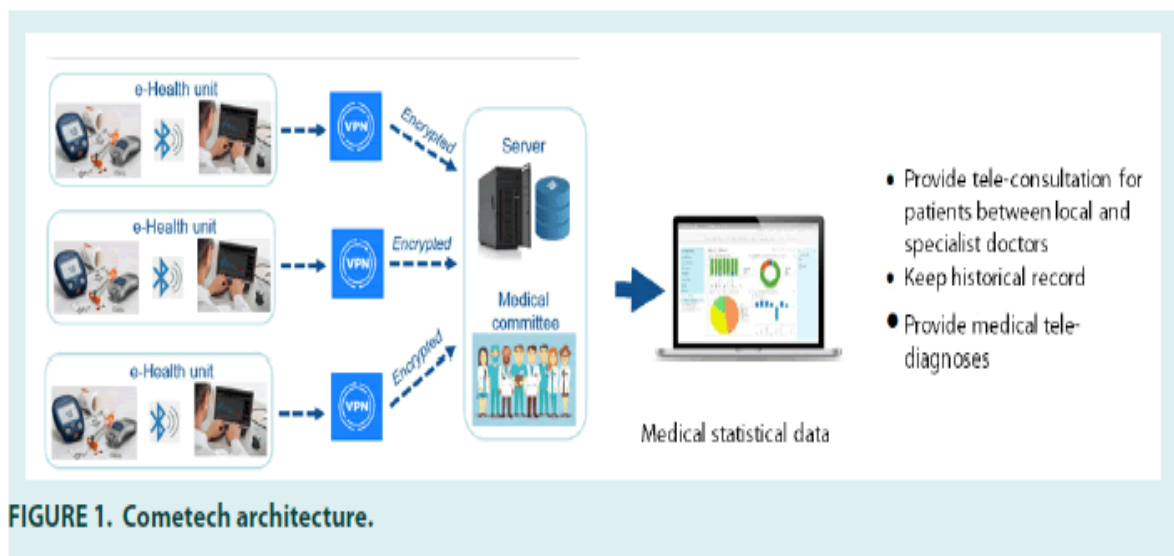 e-Health unit
VPN
Encrypted
e-Health unit
VPN
Encrypted
e-Health unit
VPN
Encrypted
Server
Medical
committee
Medical statistical data
• Provide tele-consultation for
patients between local and
specialist doctors
• Keep historical record
• Provide medical tele-
diagnoses
FIGURE 1. Cometech architecture.